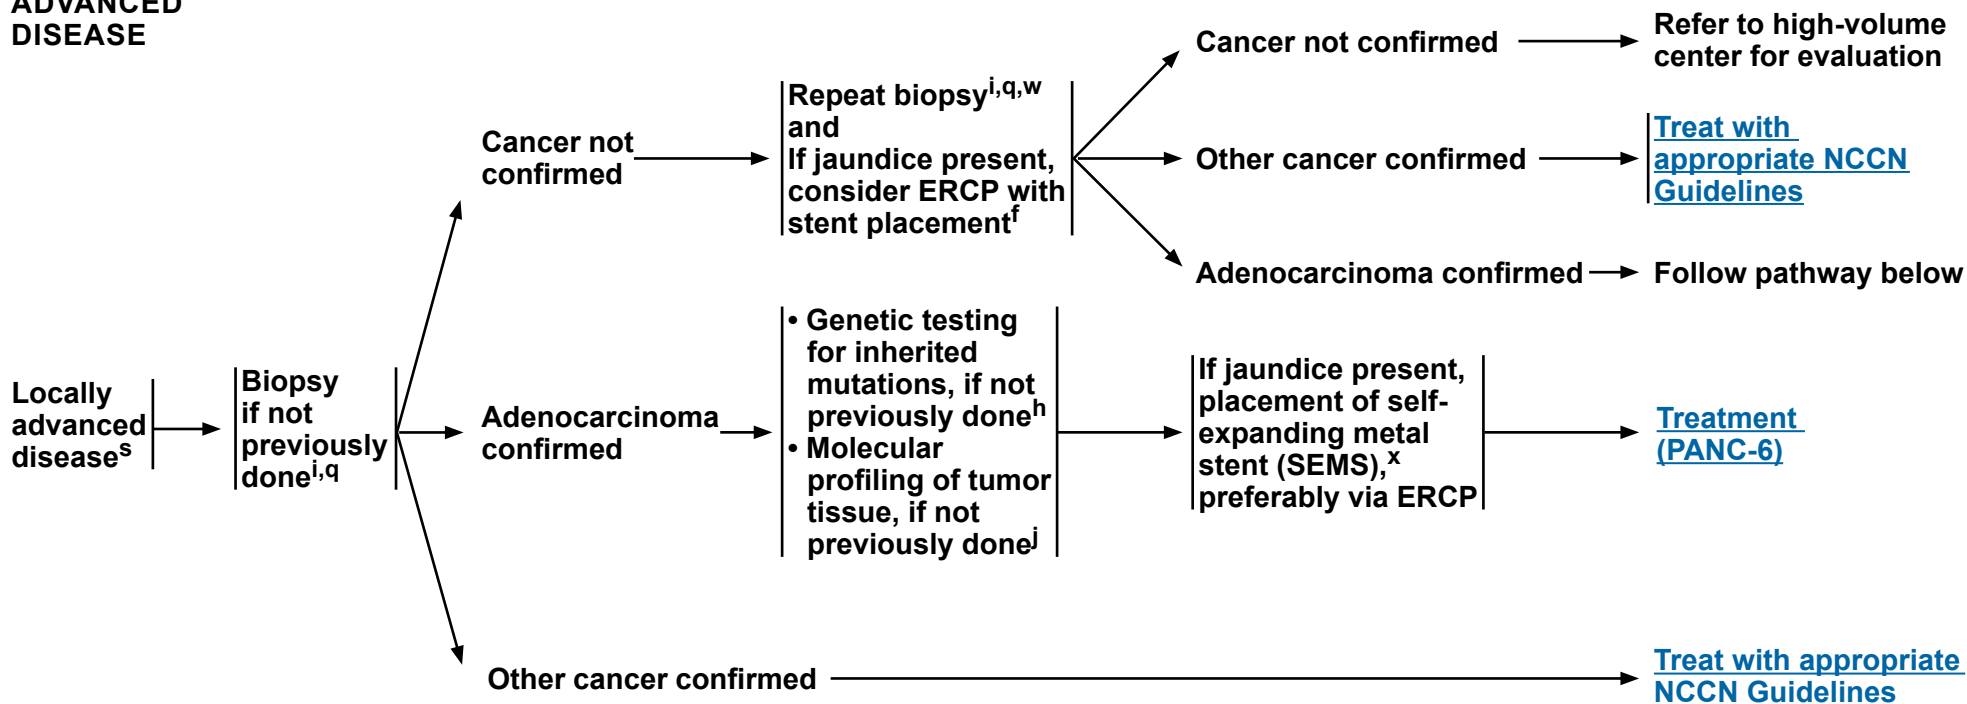 ADVANCED
DISEASE
Cancer not confirmed
Refer to high-volume
center for evaluation
Repeat biopsyi,q,w
and
If jaundice present,
consider ERCP with
stent placementf
Cancer not
confirmed
Other cancer confirmed
Treat with
appropriate NCCN
Guidelines
Adenocarcinoma confirmed
Follow pathway below
Locally
advanced
diseases
Biopsy
if not
previously
donei,q
Adenocarcinoma
confirmed
• Genetic testing
for inherited
mutations, if not
previously doneh
• Molecular
profiling of tumor
tissue, if not
previously donej
If jaundice present,
placement of self-
expanding metal
stent (SEMS),x
preferably via ERCP
Treatment
(PANC-6)
Other cancer confirmed
Treat with appropriate
NCCN Guidelines